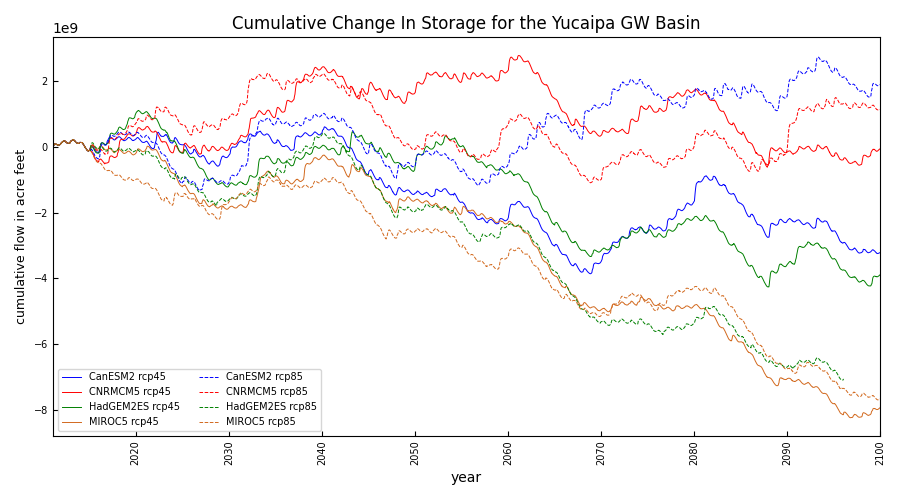 Cumulative Change In Storage for the Yucaipa GW Basin
1e9
cumulative flow in acre feet
2
0
−2
−4
−6
−8
CanESM2 rcp45
CNRMCM5 rcp45
HadGEM2ES rcp45
MIROC5 rcp45
CanESM2 rcp85
CNRMCM5 rcp85
HadGEM2ES rcp85
MIROC5 rcp85
2020
2030
2040
2050
2060
2070
2080
2090
2100
year